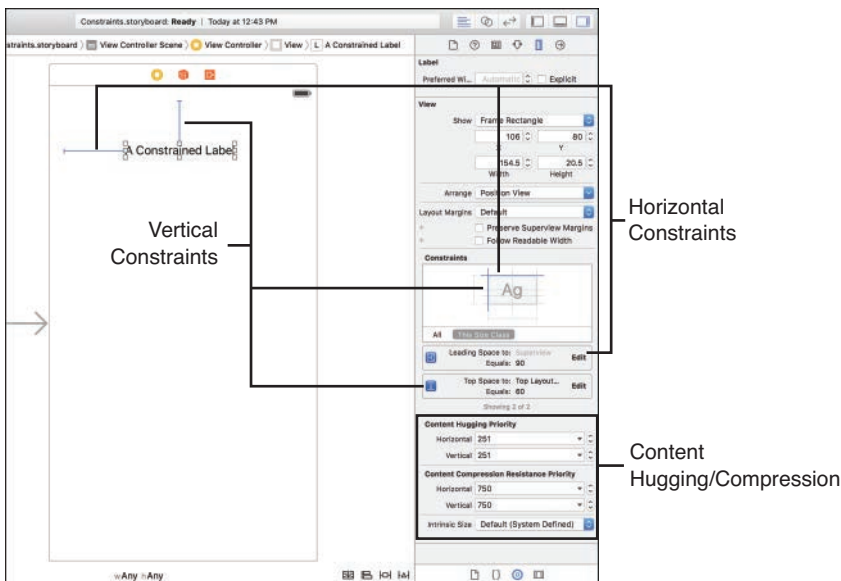 Constraints.storyboard: Ready | Today at 12:43 PM
straints.storyboard View Controller Scene View Controller View L A Constrained Label
Label
Preferred Wi... Automatic Explicit
View
Show Frame Rectangle
106 80
X Y
154.5 20.5
Width Height
Arrange Position View
Layout Margins Default
Preserve Superview Margins
Follow Readable Width
Constraints
Ag
All This Size Class
Leading Space to: Superview
Equals: 90
Edit
Top Space to: Top Layout...
Equals: 60
Edit
Showing 2 of 2
Content Hugging Priority
Horizontal 251
Vertical 251
Content Compression Resistance Priority
Horizontal 750
Vertical 750
Intrinsic Size Default (System Defined)
A Constrained Label
wAny hAny
Vertical
Constraints
Horizontal
Constraints
Content
Hugging/Compression